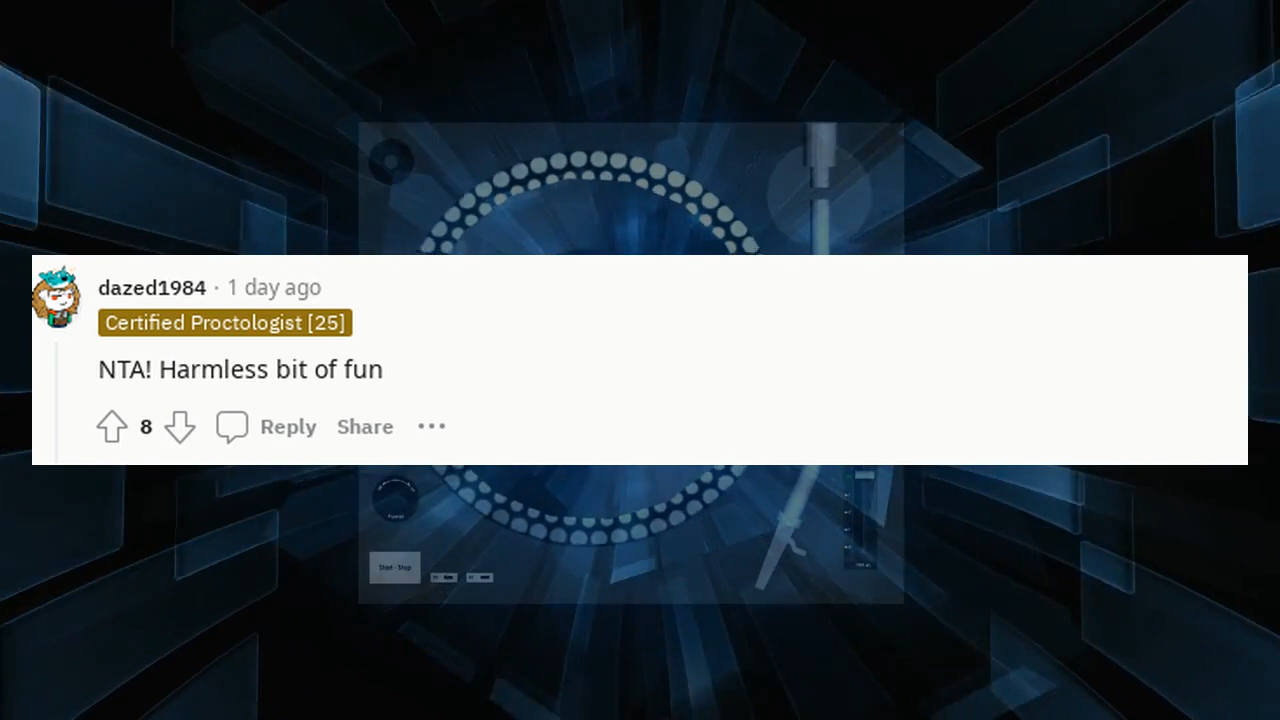 dazed1984 · 1 day ago
Certified Proctologist [25]
NTA! Harmless bit of fun
8 Reply Share
Start - Stop